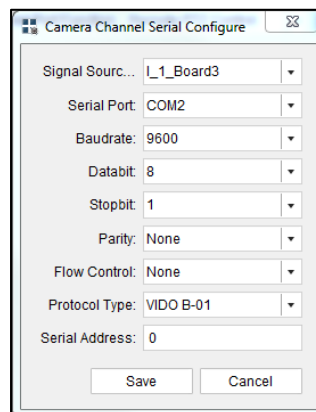 Camera Channel Serial Configure
Signal Sourc... I_1_Board3
Serial Port: COM2
Baudrate: 9600
Databit: 8
Stopbit: 1
Parity: None
Flow Control: None
Protocol Type: VIDO B-01
Serial Address: 0
Save Cancel